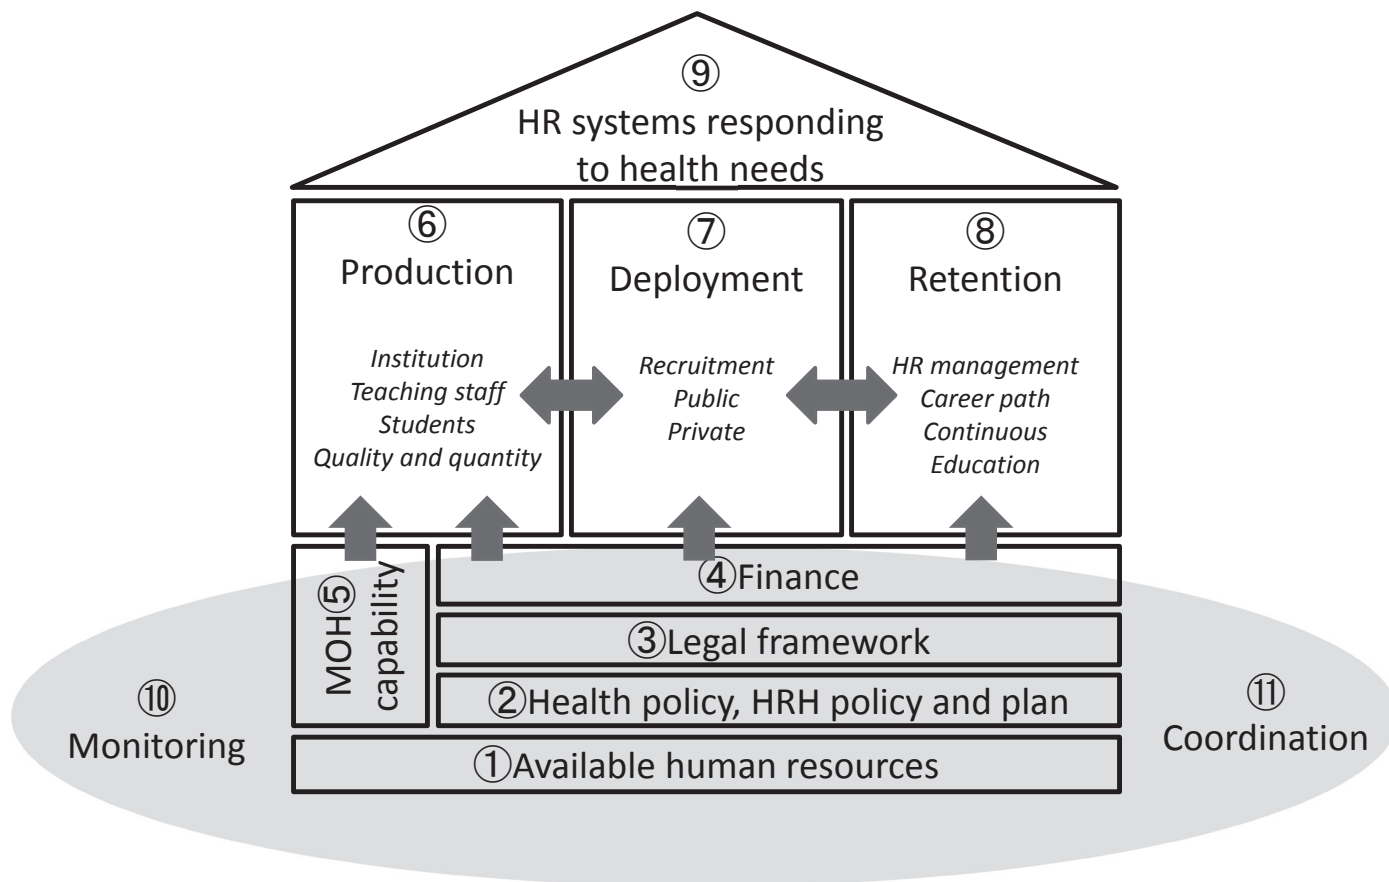 ⑨
HR systems responding
to health needs
⑥
Production
Institution
Teaching staff
Students
Quality and quantity
⑦
Deployment
Recruitment
Public
Private
⑧
Retention
HR management
Career path
Continuous
Education
MOH⑤
capability
④Finance
③Legal framework
②Health policy, HRH policy and plan
①Available human resources
⑩
Monitoring
⑪
Coordination